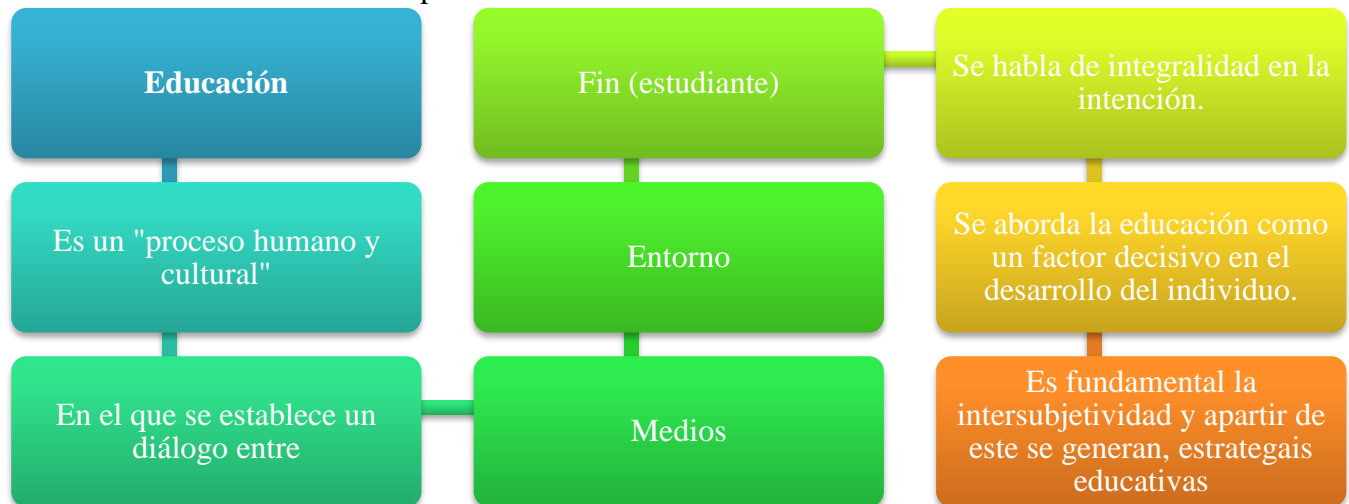 Educación
Es un "proceso humano y
cultural"
En el que se establece un
diálogo entre
Medios
Entorno
Fin (estudiante)
Se habla de integralidad en la
intención.
Se aborda la educación como
un factor decisivo en el
desarrollo del individuo.
Es fundamental la
intersubjetividad y apartir de
este se generan, estrategais
educativas